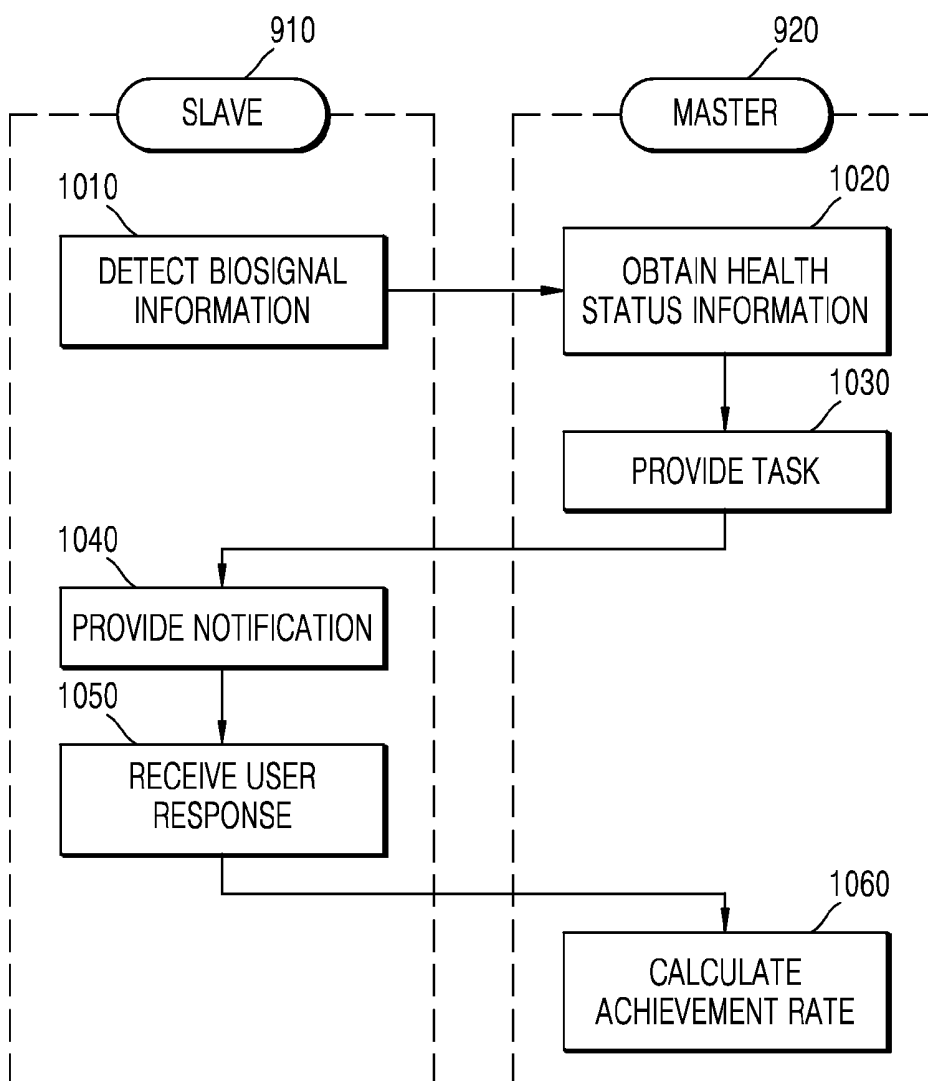 910
920
SLAVE
MASTER
1010
1020
DETECT BIOSIGNAL
INFORMATION
OBTAIN HEALTH
STATUS INFORMATION
1030
PROVIDE TASK
1040
PROVIDE NOTIFICATION
1050
RECEIVE USER
RESPONSE
1060
CALCULATE
ACHIEVEMENT RATE